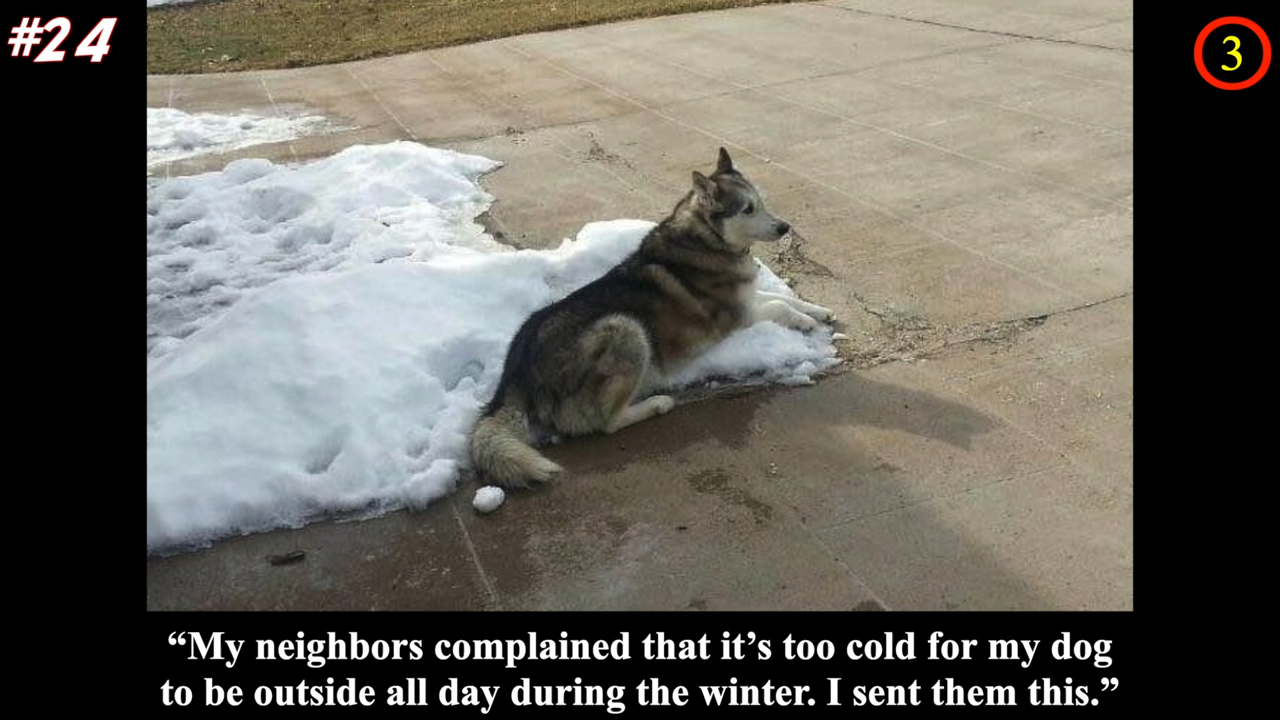 #24
3
“My neighbors complained that it’s too cold for my dog
to be outside all day during the winter. I sent them this.”